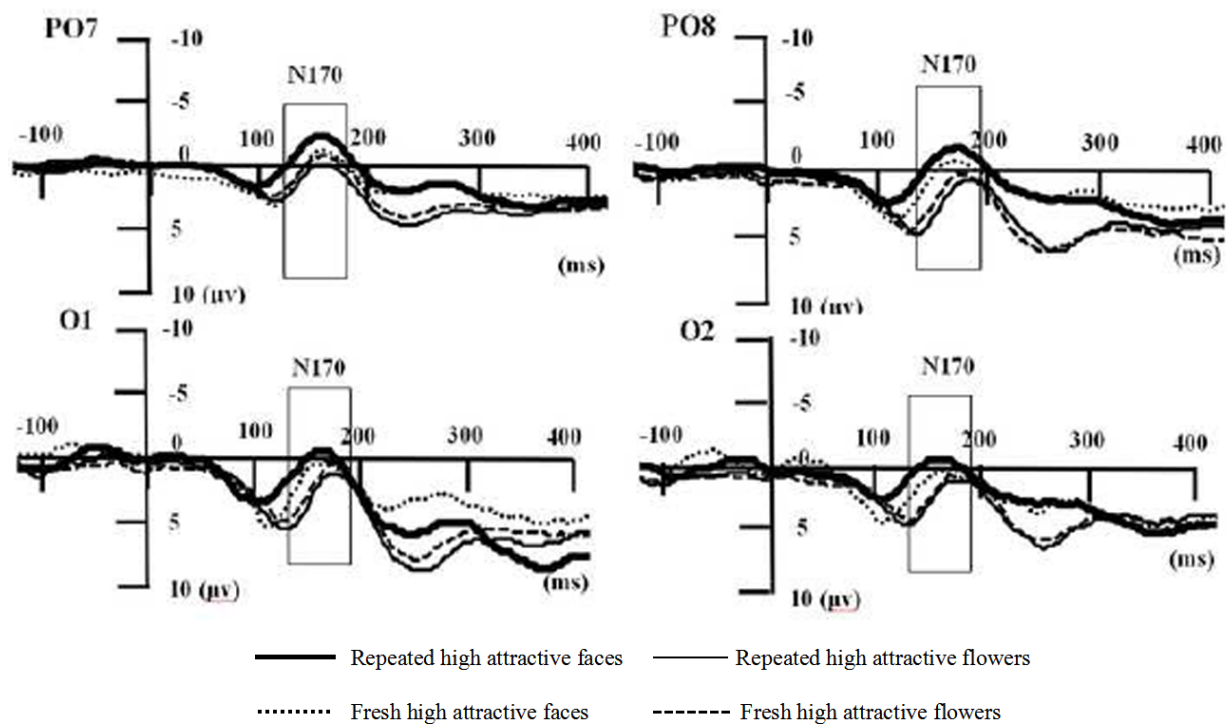 PO7
-10
-5
0
5
10 (μv)
N170
-100
100
200
300
400
(ms)
PO8
-10
-5
0
5
10 (μv)
N170
-100
100
200
300
400
(ms)
O1
-10
-5
0
5
10 (μv)
N170
-100
100
200
300
400
(ms)
O2
-10
-5
0
5
10 (μv)
N170
-100
100
200
300
400
(ms)
Repeated high attractive faces
Repeated high attractive flowers
Fresh high attractive faces
Fresh high attractive flowers